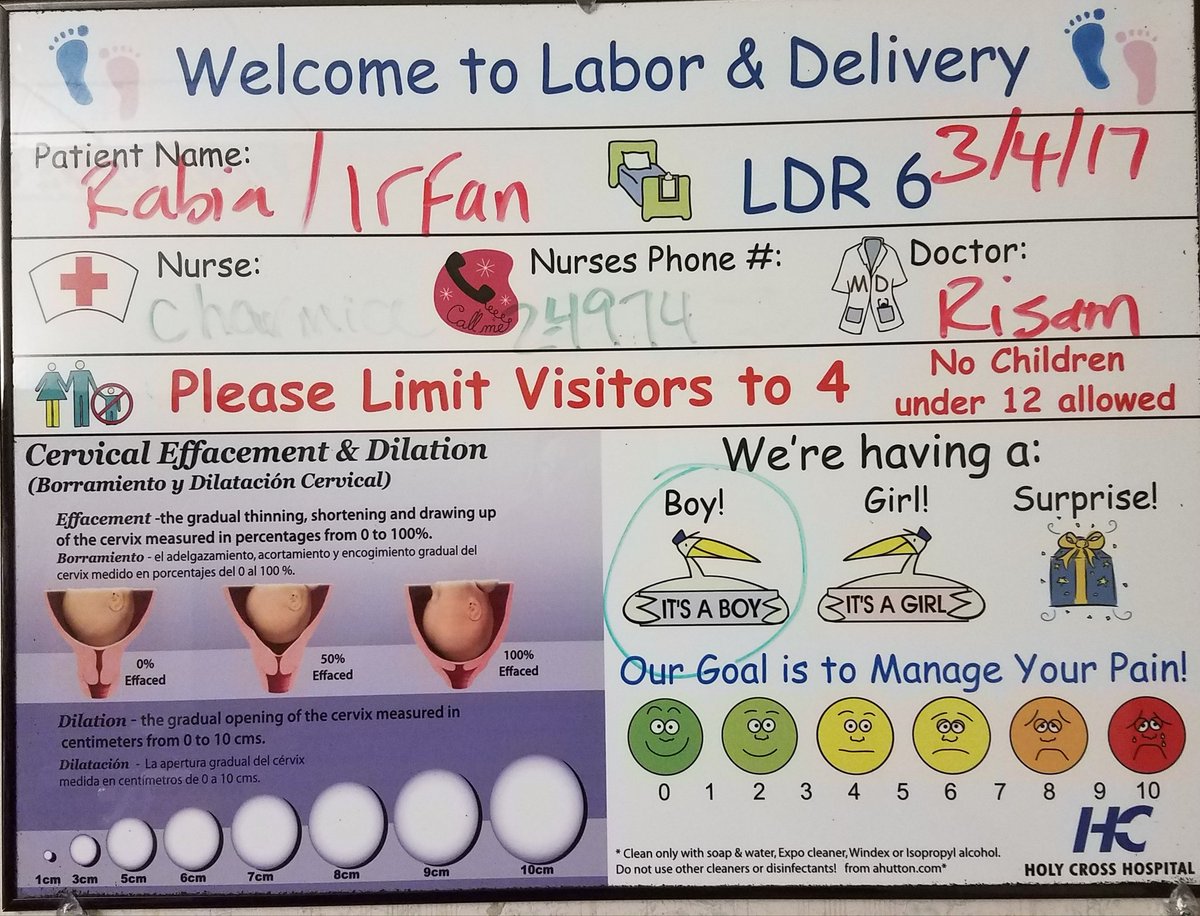 Welcome to Labor & Delivery
Patient Name:
Rabia / Irfan
LDR 6
3/4/17
Nurse:
Call me
Nurses Phone #:
24974
MD
Doctor:
Risam
Please Limit Visitors to 4
No Children
under 12 allowed
Cervical Effacement & Dilation
(Borramiento y Dilatación Cervical)
Effacement -the gradual thinning, shortening and drawing up
of the cervix measured in percentages from 0 to 100%.
Borramiento - el adelgazamiento, acortamiento y encogimiento gradual del
cervix medido en porcentajes del 0 al 100 %.
0%
Effaced
50%
Effaced
100%
Effaced
Dilation - the gradual opening of the cervix measured in
centimeters from 0 to 10 cms.
Dilatación - La apertura gradual del cérvix
medida en centímetros de 0 a 10 cms.
1cm 3cm 5cm 6cm 7cm 8cm 9cm 10cm
We're having a:
Boy! Girl! Surprise!
IT'S A BOY IT'S A GIRL
Our Goal is to Manage Your Pain!
0 1 2 3 4 5 6 7 8 9 10
HC
HOLY CROSS HOSPITAL
* Clean only with soap & water, Expo cleaner, Windex or Isopropyl alcohol.
Do not use other cleaners or disinfectants! from ahutton.com*